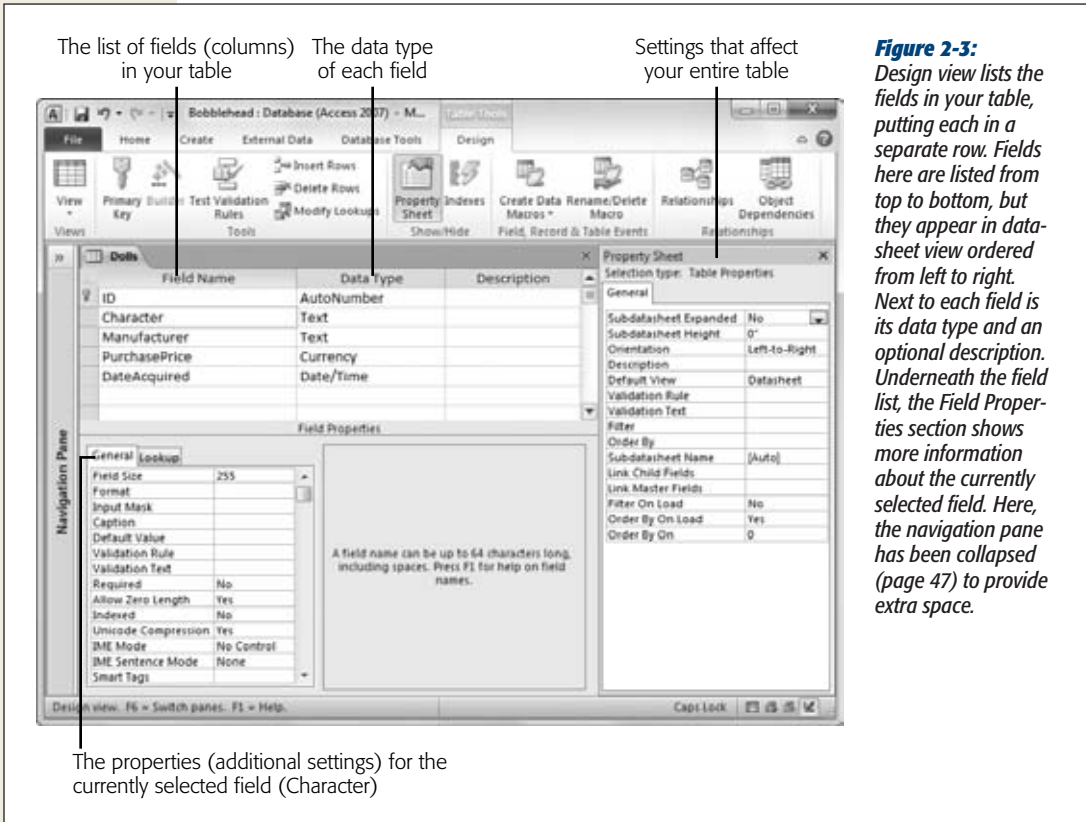 The list of fields (columns)
in your table
The data type
of each field
Settings that affect
your entire table
Bobblehead : Database (Access 2007) - M...
Table Tools
File Home Create External Data Database Tools Design
View
Primary
Key
Builder
Test Validation
Rules
Insert Rows
Delete Rows
Modify Lookups
Property
Sheet
Indexes
Create Data
Macros
Rename/Delete
Macro
Relationships
Object
Dependencies
Views
Tools
Show/Hide
Field, Record & Table Events
Relationships
Dolls
Field Name Data Type Description
ID AutoNumber
Character Text
Manufacturer Text
PurchasePrice Currency
DateAcquired Date/Time
Field Properties
Navigation Pane
General Lookup
Field Size 255
Format
Input Mask
Caption
Default Value
Validation Rule
Validation Text
Required No
Allow Zero Length Yes
Indexed No
Unicode Compression Yes
IME Mode No Control
IME Sentence Mode None
Smart Tags
A field name can be up to 64 characters long,
including spaces. Press F1 for help on field
names.
Property Sheet
Selection type: Table Properties
General
Subdatasheet Expanded No
Subdatasheet Height 0"
Orientation Left-to-Right
Description
Default View Datasheet
Validation Rule
Validation Text
Filter
Order By
Subdatasheet Name [Auto]
Link Child Fields
Link Master Fields
Filter On Load No
Order By On Load Yes
Order By On 0
Design view. F6 = Switch panes. F1 = Help.
Caps Lock
The properties (additional settings) for the
currently selected field (Character)
Figure 2-3:
Design view lists the
fields in your table,
putting each in a
separate row. Fields
here are listed from
top to bottom, but
they appear in data-
sheet view ordered
from left to right.
Next to each field is
its data type and an
optional description.
Underneath the field
list, the Field Proper-
ties section shows
more information
about the currently
selected field. Here,
the navigation pane
has been collapsed
(page 47) to provide
extra space.